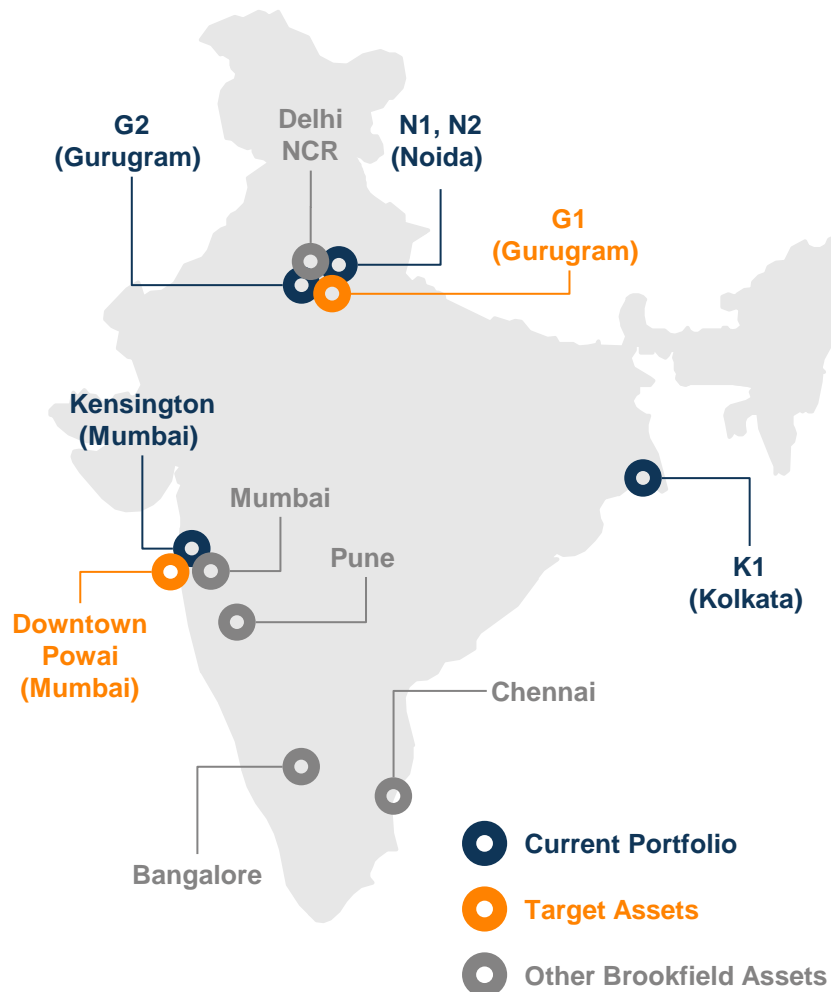 G2
(Gurugram)
Delhi
NCR
N1, N2
(Noida)
G1
(Gurugram)
Kensington
(Mumbai)
Mumbai
Pune
K1
(Kolkata)
Downtown
Powai
(Mumbai)
Chennai
Bangalore
Current Portfolio
Target Assets
Other Brookfield Assets